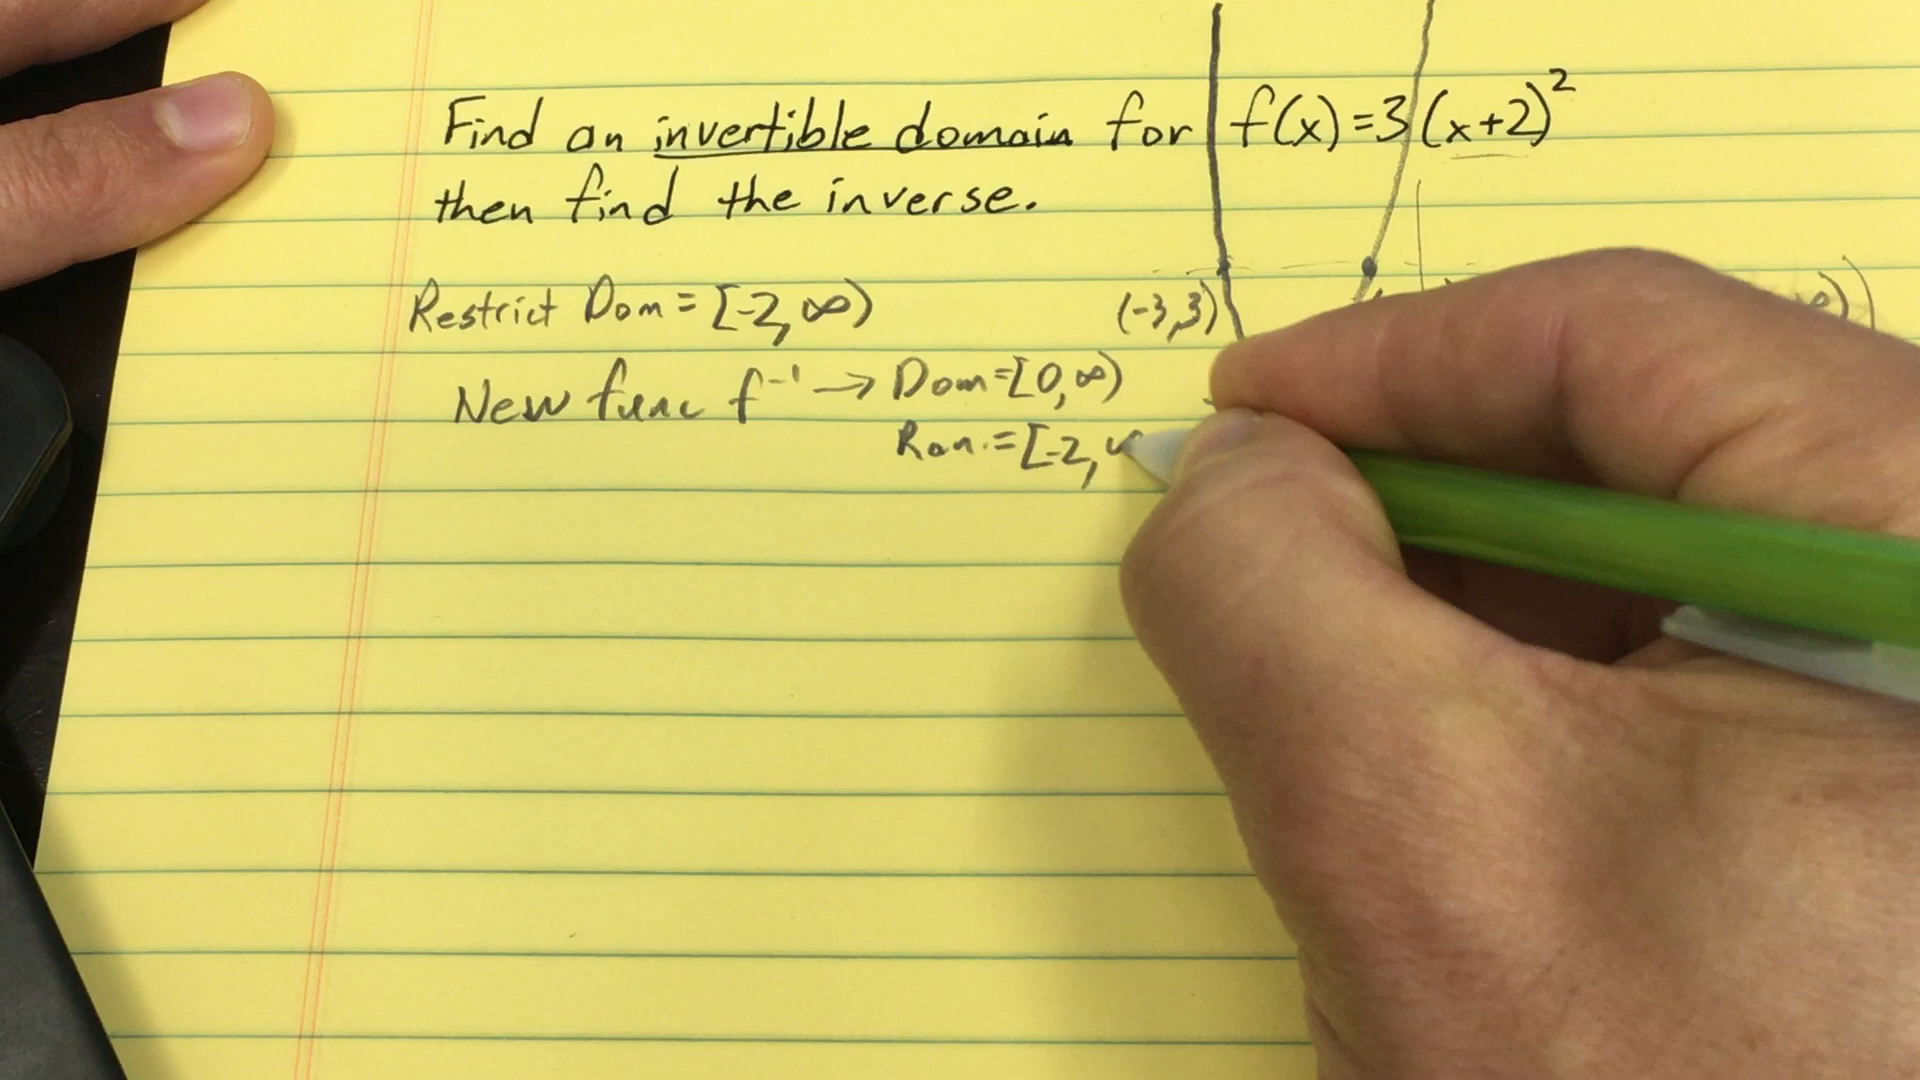 Find an invertible domain for f(x)=3(x+2)²
then find the inverse.
Restrict Dom = [-2, ∞)
(-3,3)
New func f⁻¹ → Dom=[0,∞)
Ran.=[-2,∞